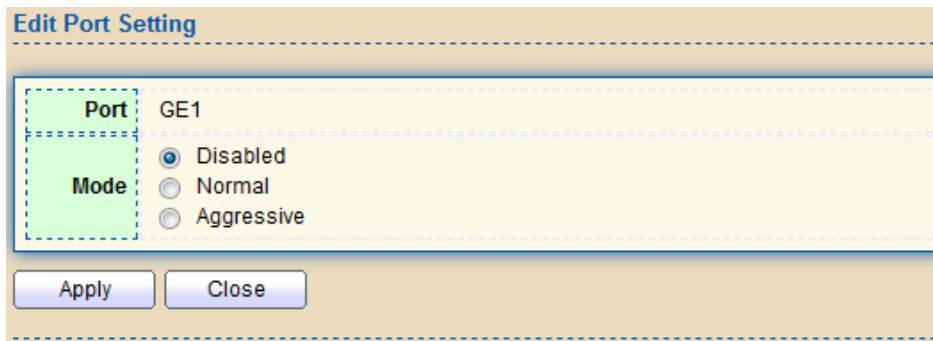 Edit Port Setting
Port GE1
Mode Disabled
Normal
Aggressive
Apply Close